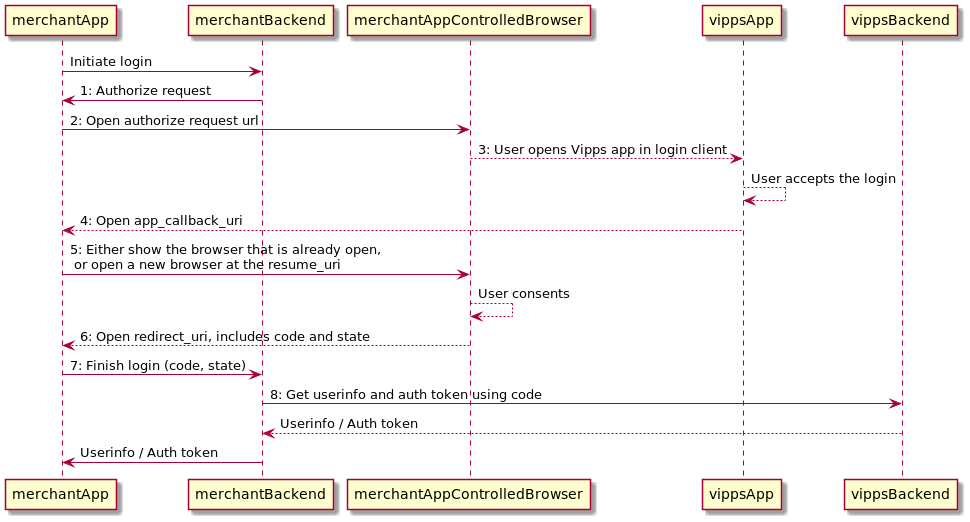 merchantApp merchantBackend merchantAppControlledBrowser vippsApp vippsBackend
Initiate login
1: Authorize request
2: Open authorize request url
3: User opens Vipps app in login client
User accepts the login
4: Open app_callback_uri
5: Either show the browser that is already open,
or open a new browser at the resume_uri
User consents
6: Open redirect_uri, includes code and state
7: Finish login (code, state)
8: Get userinfo and auth token using code
Userinfo / Auth token
Userinfo / Auth token
merchantApp merchantBackend merchantAppControlledBrowser vippsApp vippsBackend